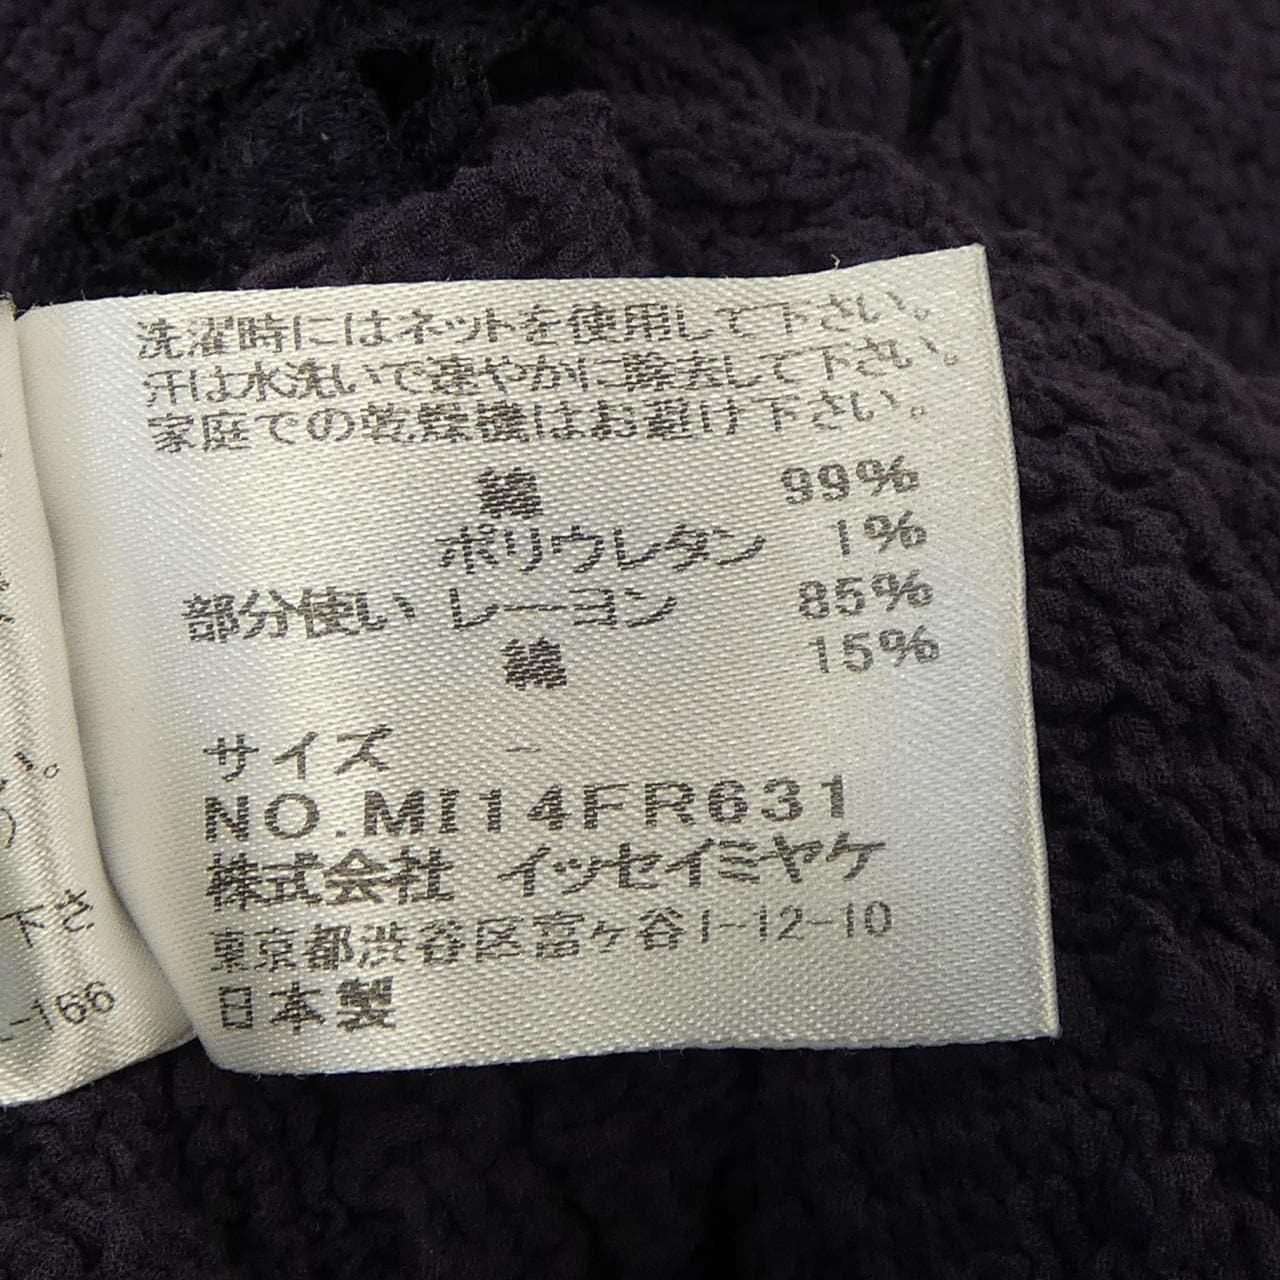 洗濯時にはネットを使用して下さい。
汗は水洗いで速やかに除去して下さい。
家庭での乾燥機はお避け下さい。
綿 99%
ポリウレタン 1%
部分使い レーヨン 85%
綿 15%
サイズ -
NO.MI14FR631
株式会社 イッセイミヤケ
東京都渋谷区富ヶ谷1-12-10
日本製
い。
下さ
-166